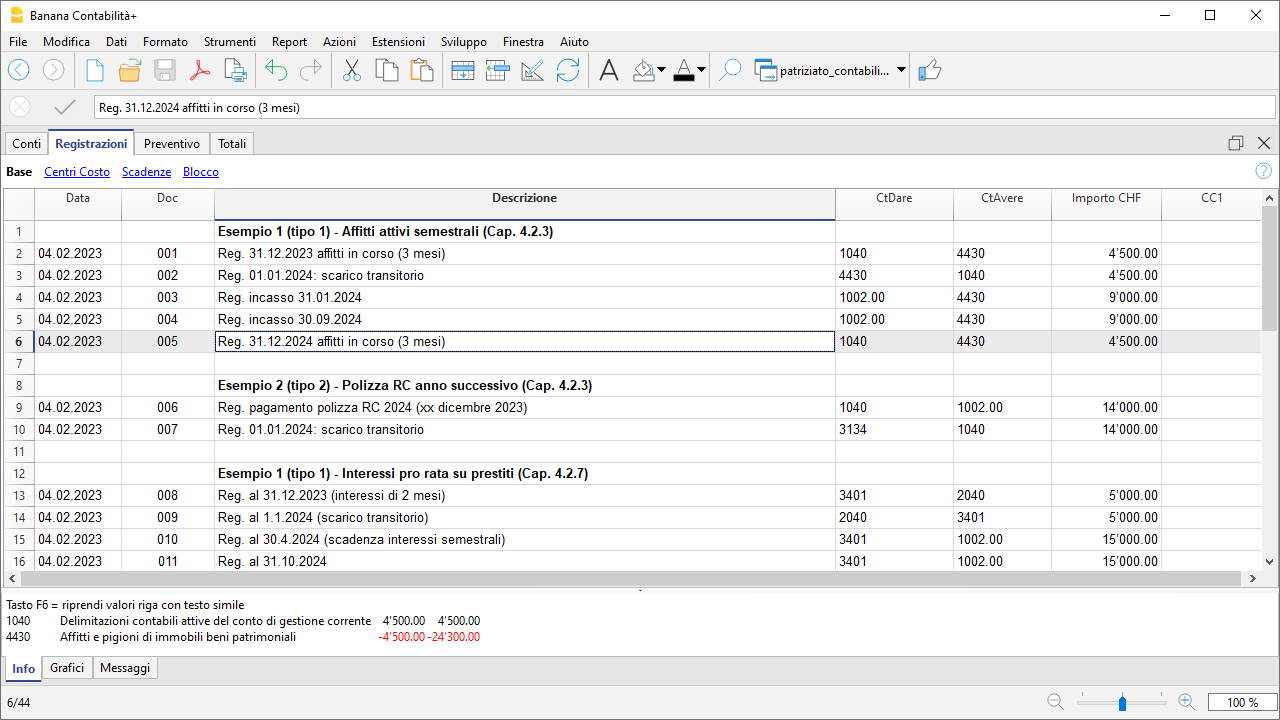 Banana Contabilità+
File Modifica Dati Formato Strumenti Report Azioni Estensioni Sviluppo Finestra Aiuto
patriziato_contabili...
Reg. 31.12.2024 affitti in corso (3 mesi)
Conti Registrazioni Preventivo Totali
Base Centri Costo Scadenze Blocco
Data Doc Descrizione CtDare CtAvere Importo CHF CC1
1 Esempio 1 (tipo 1) - Affitti attivi semestrali (Cap. 4.2.3)
2 04.02.2023 001 Reg. 31.12.2023 affitti in corso (3 mesi) 1040 4430 4'500.00
3 04.02.2023 002 Reg. 01.01.2024: scarico transitorio 4430 1040 4'500.00
4 04.02.2023 003 Reg. incasso 31.01.2024 1002.00 4430 9'000.00
5 04.02.2023 004 Reg. incasso 30.09.2024 1002.00 4430 9'000.00
6 04.02.2023 005 Reg. 31.12.2024 affitti in corso (3 mesi) 1040 4430 4'500.00
7
8 Esempio 2 (tipo 2) - Polizza RC anno successivo (Cap. 4.2.3)
9 04.02.2023 006 Reg. pagamento polizza RC 2024 (xx dicembre 2023) 1040 1002.00 14'000.00
10 04.02.2023 007 Reg. 01.01.2024: scarico transitorio 3134 1040 14'000.00
11
12 Esempio 1 (tipo 1) - Interessi pro rata su prestiti (Cap. 4.2.7)
13 04.02.2023 008 Reg. al 31.12.2023 (interessi di 2 mesi) 3401 2040 5'000.00
14 04.02.2023 009 Reg. al 1.1.2024 (scarico transitorio) 2040 3401 5'000.00
15 04.02.2023 010 Reg. al 30.4.2024 (scadenza interessi semestrali) 3401 1002.00 15'000.00
16 04.02.2023 011 Reg. al 31.10.2024 3401 1002.00 15'000.00
Tasto F6 = riprendi valori riga con testo simile
1040 Delimitazioni contabili attive del conto di gestione corrente 4'500.00 4'500.00
4430 Affitti e pigioni di immobili beni patrimoniali -4'500.00 -24'300.00
Info Grafici Messaggi
6/44 100 %